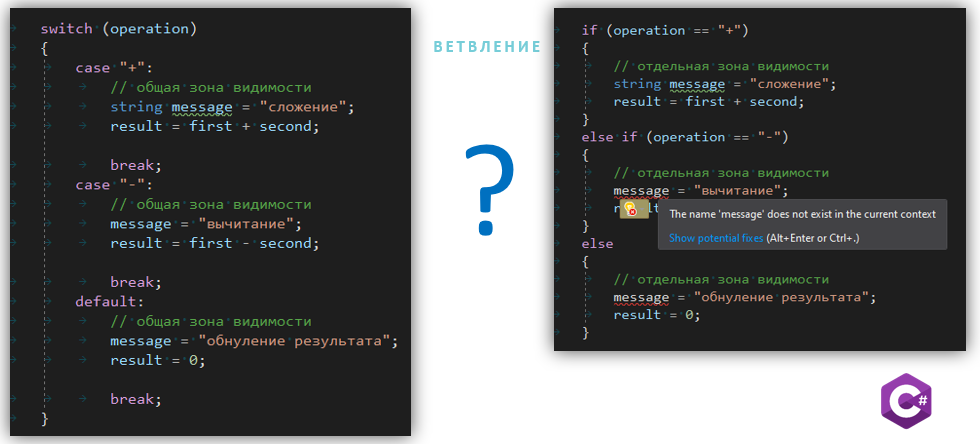 switch (operation)
{
case "+":
// общая зона видимости
string message = "сложение";
result = first + second;
break;
case "-":
// общая зона видимости
message = "вычитание";
result = first - second;
break;
default:
// общая зона видимости
message = "обнуление результата";
result = 0;
break;
}
ВЕТВЛЕНИЕ
?
if (operation == "+")
{
// отдельная зона видимости
string message = "сложение";
result = first + second;
}
else if (operation == "-")
{
// отдельная зона видимости
message = "вычитание";
The name 'message' does not exist in the current context
Show potential fixes (Alt+Enter or Ctrl+.)
}
else
{
// отдельная зона видимости
message = "обнуление результата";
result = 0;
}
C#